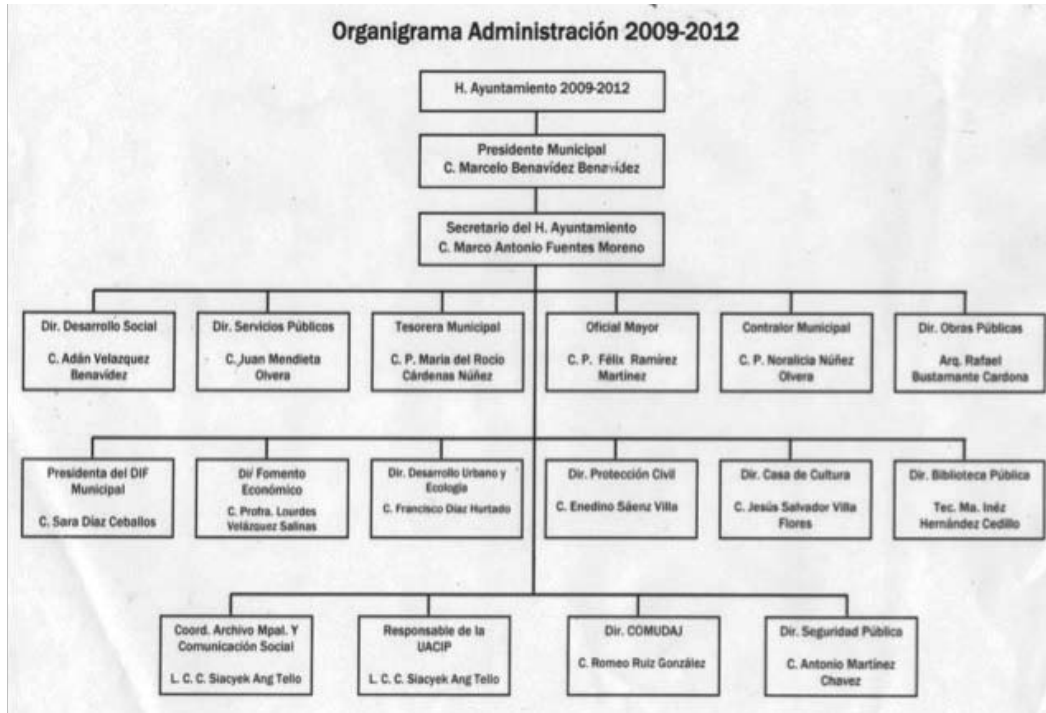 Organigrama Administración 2009-2012
H. Ayuntamiento 2009-2012
Presidente Municipal
C. Marcelo Benavídez Benavídez
Secretario del H. Ayuntamiento
C. Marco Antonio Fuentes Moreno
Dir. Desarrollo Social
C. Adán Velazquez
Benavídez
Dir. Servicios Públicos
C. Juan Mendieta
Olvera
Tesorera Municipal
C. P. Maria del Rocío
Cárdenas Núñez
Oficial Mayor
C. P. Félix Ramírez
Martínez
Contralor Municipal
C. P. Noralicia Núñez
Olvera
Dir. Obras Públicas
Arq. Rafael
Bustamante Cardona
Presidenta del DIF
Municipal
C. Sara Díaz Ceballos
Dir Fomento
Económico
C. Profra. Lourdes
Velázquez Salinas
Dir. Desarrollo Urbano y
Ecología
C. Francisco Díaz Hurtado
Dir. Protección Civil
C. Enedino Sáenz Villa
Dir. Casa de Cultura
C. Jesús Salvador Villa
Flores
Dir. Biblioteca Pública
Tec. Ma. Inéz
Hernández Cedillo
Coord. Archivo Mpal. Y
Comunicación Social
L. C. C. Siacyek Ang Tello
Responsable de la
UACIP
L. C. C. Siacyek Ang Tello
Dir. COMUDAJ
C. Romeo Ruiz González
Dir. Seguridad Pública
C. Antonio Martínez
Chavez